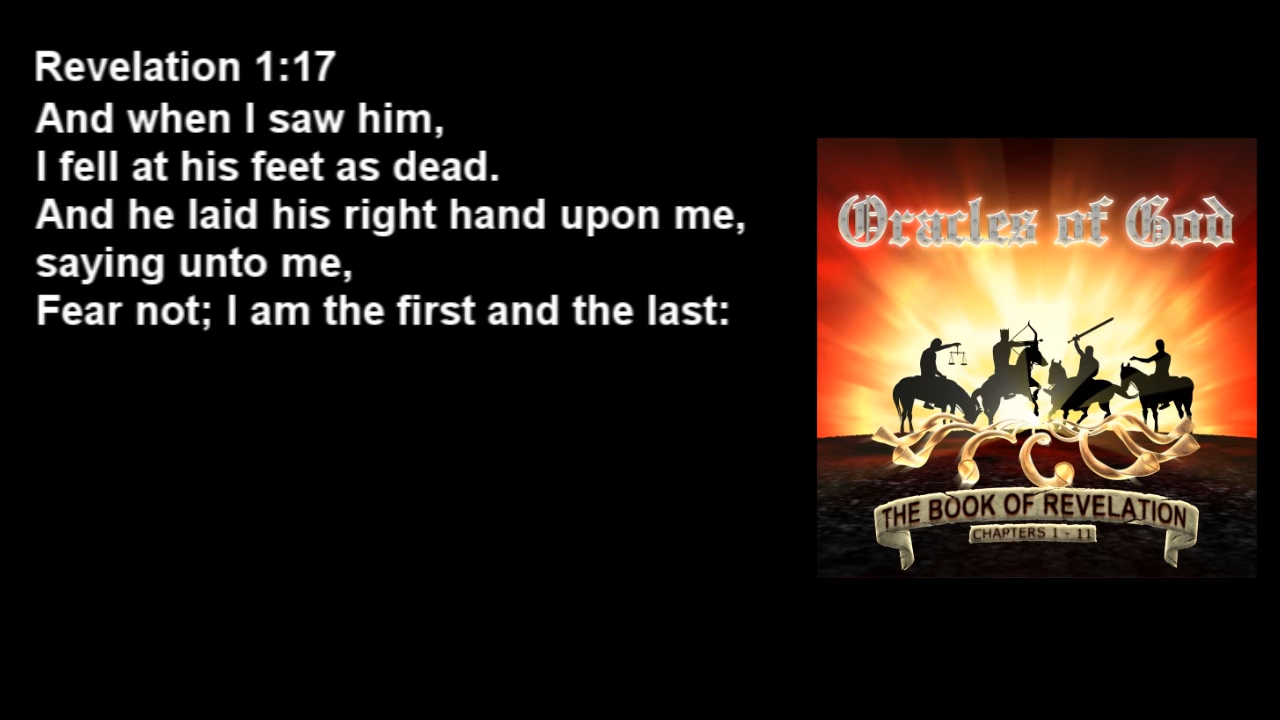 Revelation 1:17
And when I saw him,
I fell at his feet as dead.
And he laid his right hand upon me,
saying unto me,
Fear not; I am the first and the last:
Oracles of God
THE BOOK OF REVELATION
CHAPTERS 1 - 11